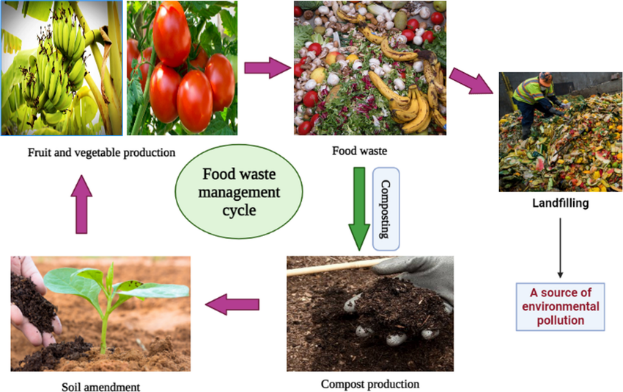 Fruit and vegetable production
Food waste
Landfilling
Food waste
management
cycle
Composting
A source of
environmental
pollution
Soil amendment
Compost production